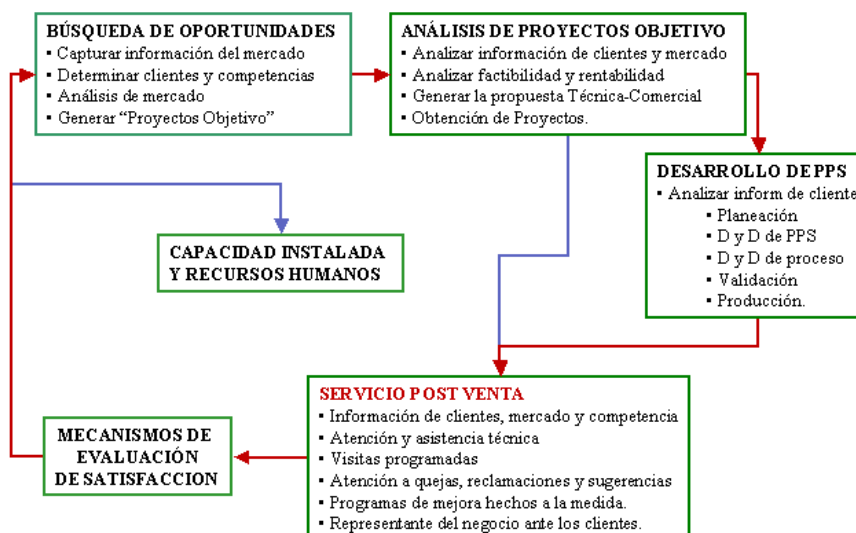 BÚSQUEDA DE OPORTUNIDADES
▪ Capturar información del mercado
▪ Determinar clientes y competencias
▪ Análisis de mercado
▪ Generar “Proyectos Objetivo”
ANÁLISIS DE PROYECTOS OBJETIVO
▪ Analizar información de clientes y mercado
▪ Analizar factibilidad y rentabilidad
▪ Generar la propuesta Técnica-Comercial
▪ Obtención de Proyectos.
DESARROLLO DE PPS
▪ Analizar inform de cliente
▪ Planeación
▪ D y D de PPS
▪ D y D de proceso
▪ Validación
▪ Producción.
CAPACIDAD INSTALADA
Y RECURSOS HUMANOS
SERVICIO POST VENTA
▪ Información de clientes, mercado y competencia
▪ Atención y asistencia técnica
▪ Visitas programadas
▪ Atención a quejas, reclamaciones y sugerencias
▪ Programas de mejora hechos a la medida.
▪ Representante del negocio ante los clientes.
MECANISMOS DE
EVALUACIÓN
DE SATISFACCION